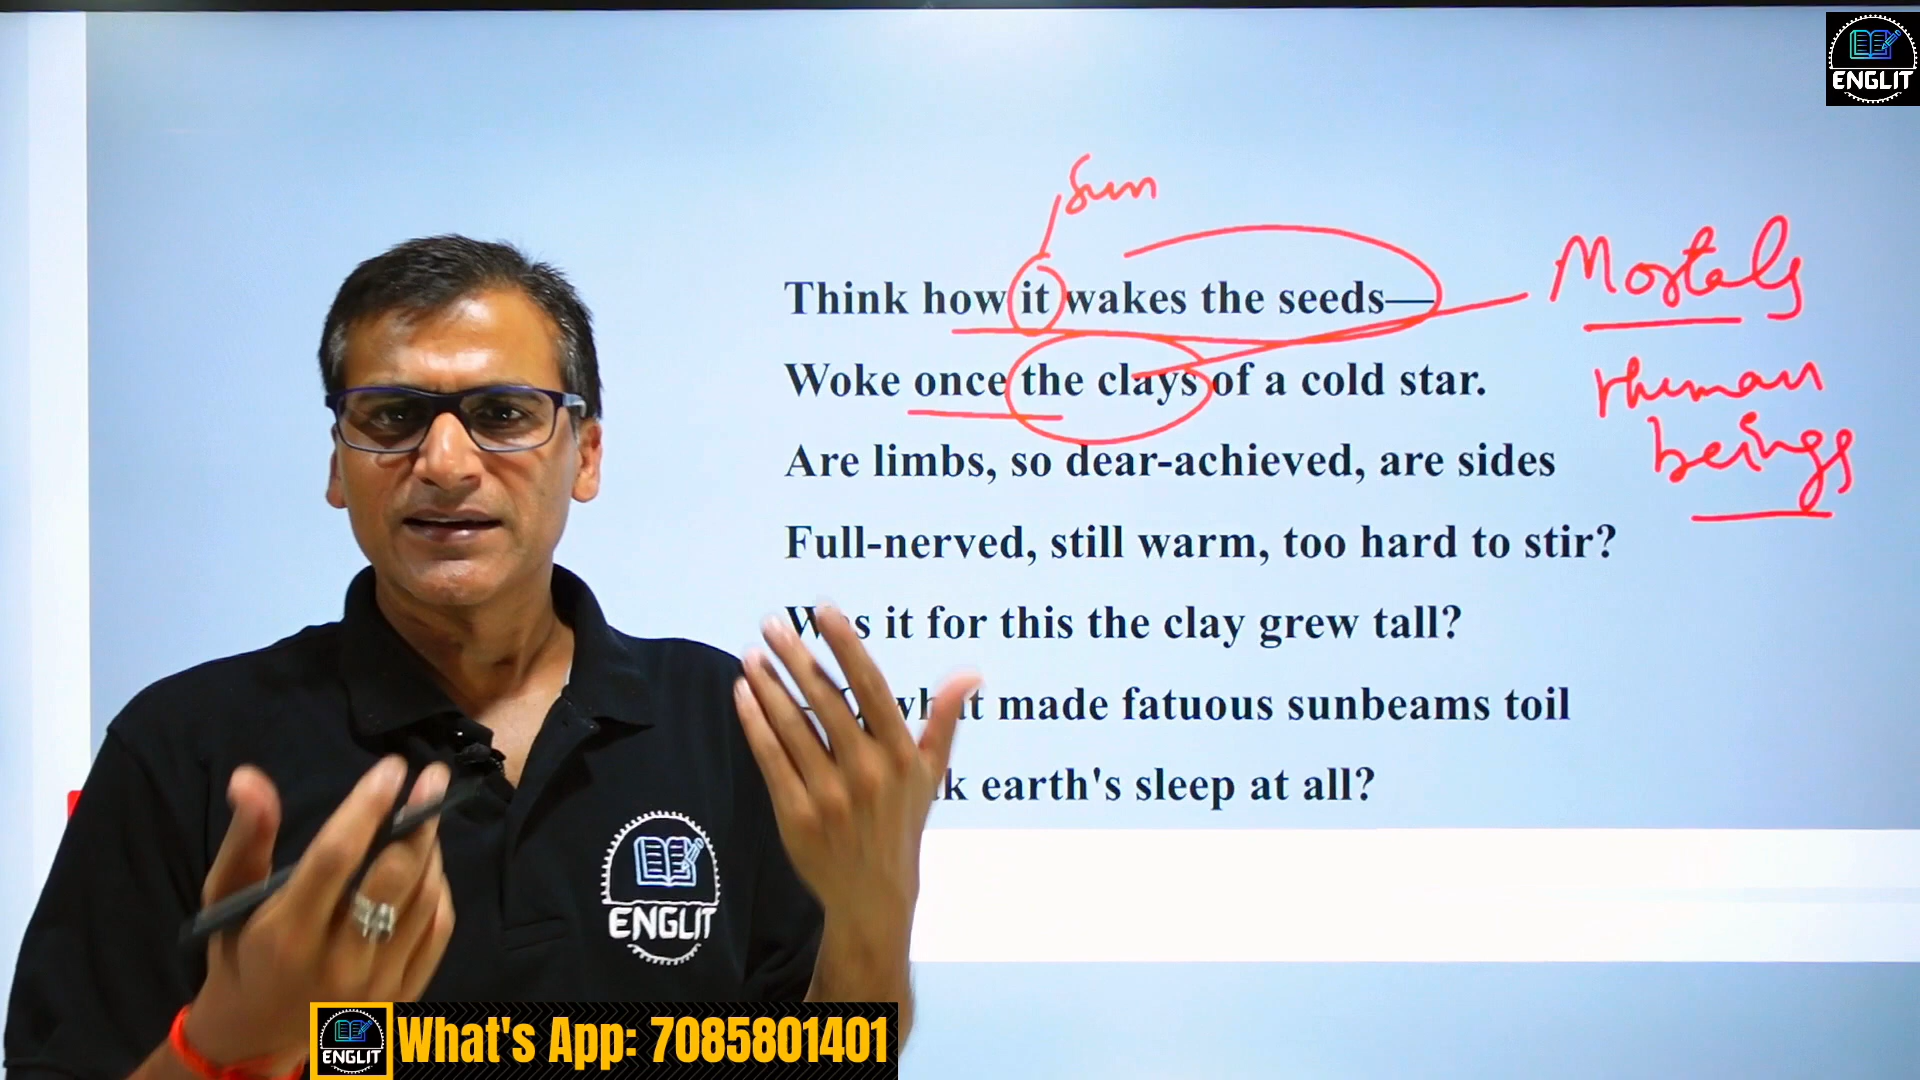 ENGLIT
Sun
Think how it wakes the seeds—
Mortals
Woke once the clays of a cold star.
Human
beings
Are limbs, so dear-achieved, are sides
Full-nerved, still warm, too hard to stir?
Was it for this the clay grew tall?
what made fatuous sunbeams toil
earth's sleep at all?
ENGLIT
ENGLIT
What's App: 7085801401